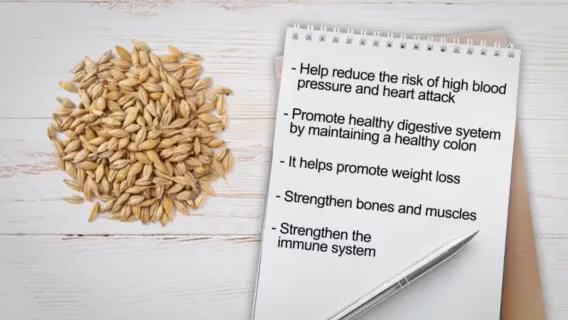 - Help reduce the risk of high blood
pressure and heart attack
- Promote healthy digestive syetem
by maintaining a healthy colon
- It helps promote weight loss
- Strengthen bones and muscles
- Strengthen the
immune system